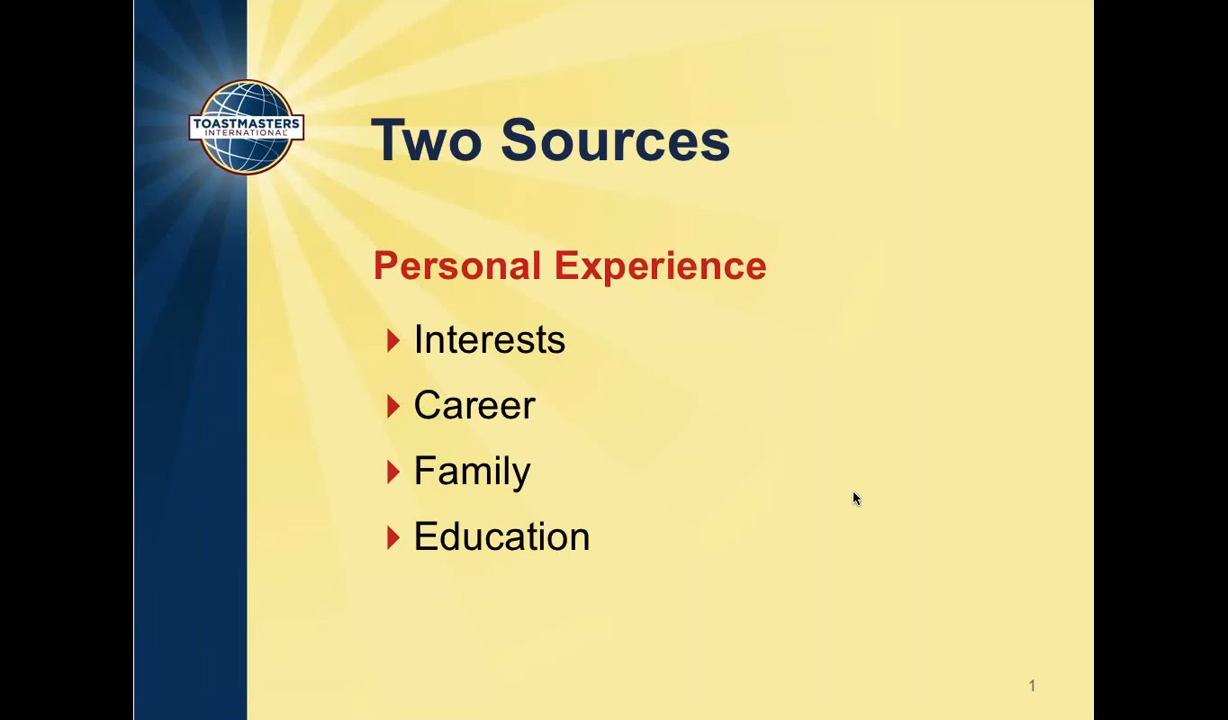 TOASTMASTERS
INTERNATIONAL
Two Sources
Personal Experience
Interests
Career
Family
Education
1